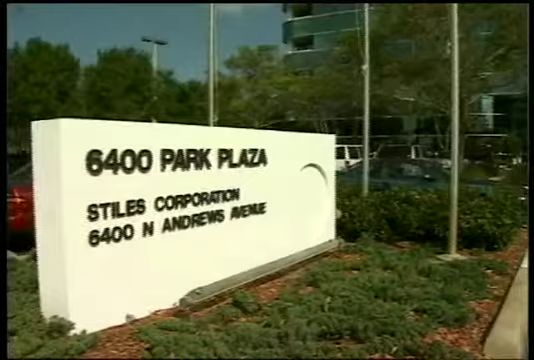 6400 PARK PLAZA
STILES CORPORATION
6400 N ANDREWS AVENUE